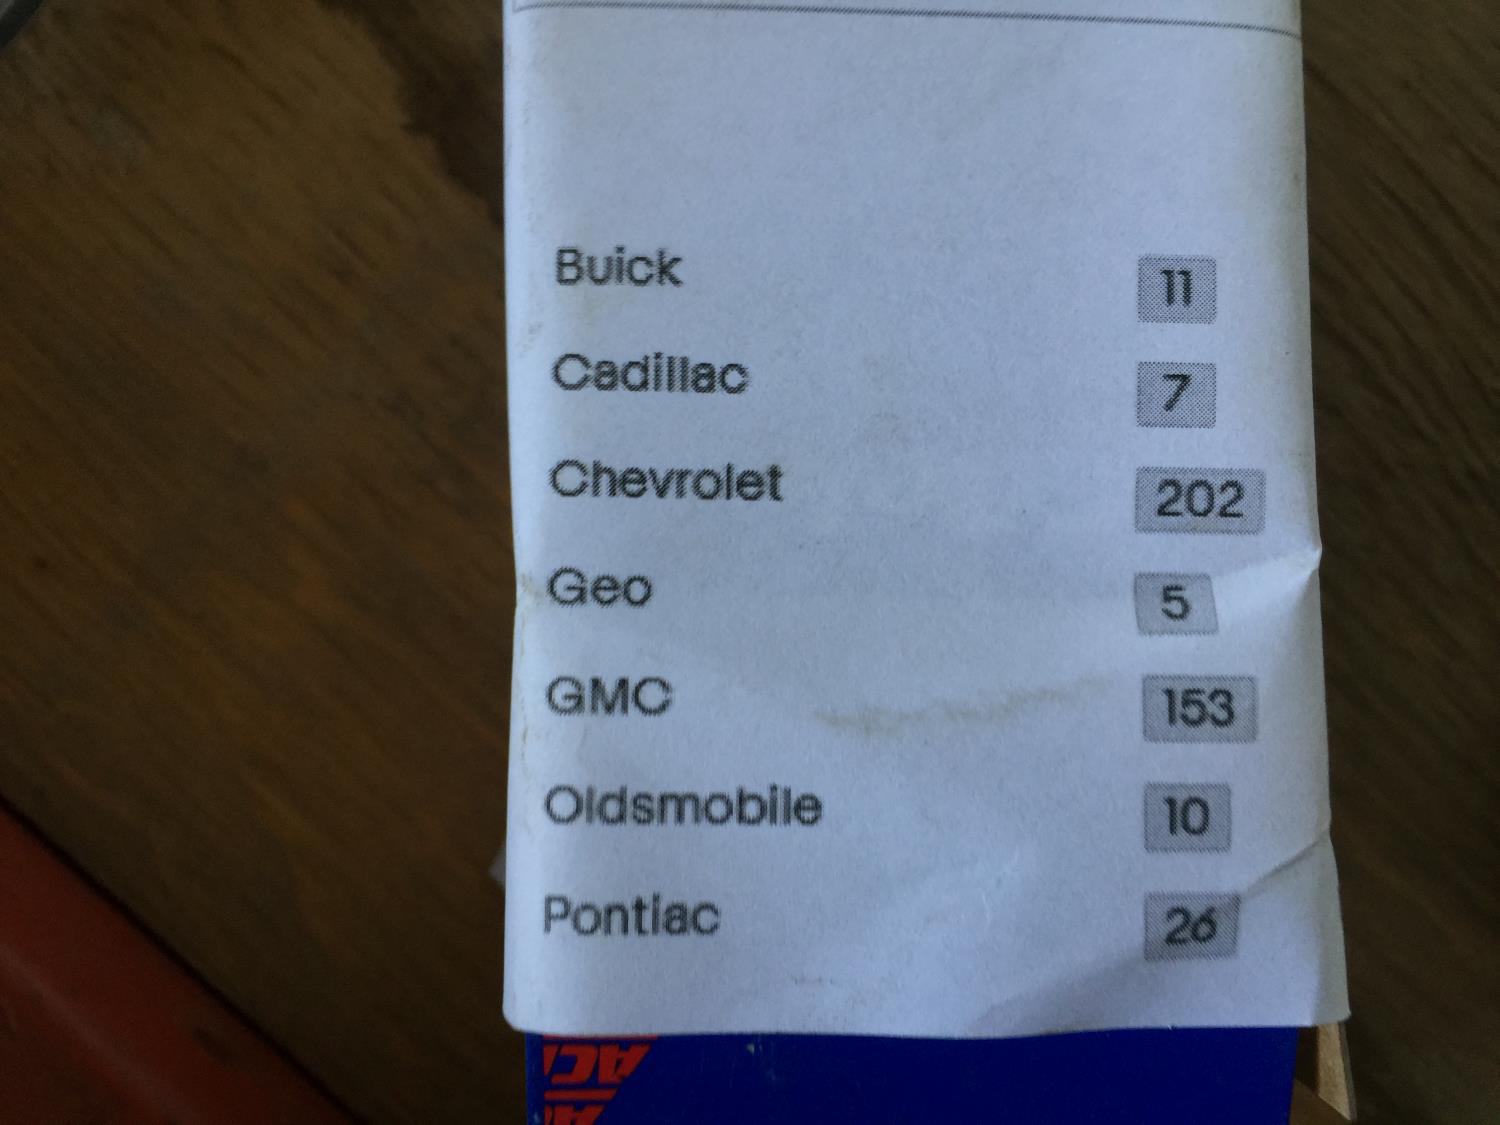 Buick 11
Cadillac 7
Chevrolet 202
Geo 5
GMC 153
Oldsmobile 10
Pontiac 26